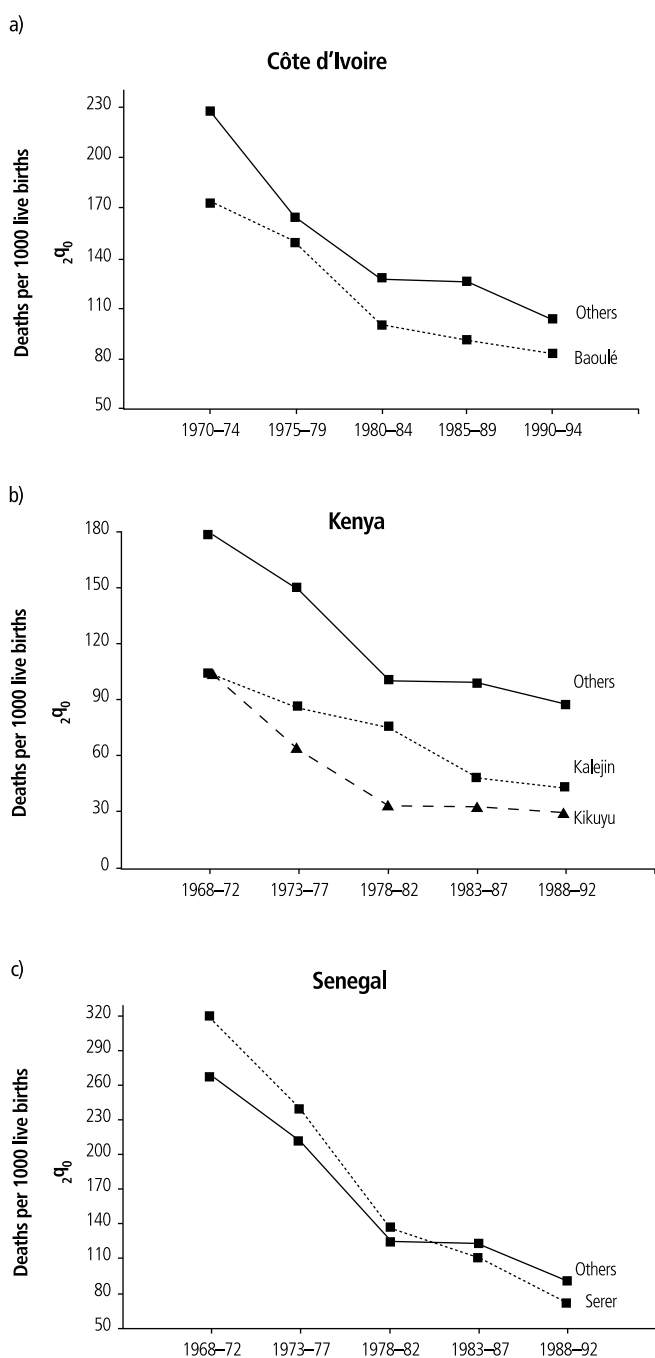 a)
Côte d'Ivoire
Deaths per 1000 live births
₂q₀
230
200
170
140
110
80
50
Others
Baoulé
1970–74 1975–79 1980–84 1985–89 1990–94
b)
Kenya
Deaths per 1000 live births
₂q₀
180
150
120
90
60
30
0
Others
Kalejin
Kikuyu
1968–72 1973–77 1978–82 1983–87 1988–92
c)
Senegal
Deaths per 1000 live births
₂q₀
320
290
260
230
200
170
140
110
80
50
Others
Serer
1968–72 1973–77 1978–82 1983–87 1988–92